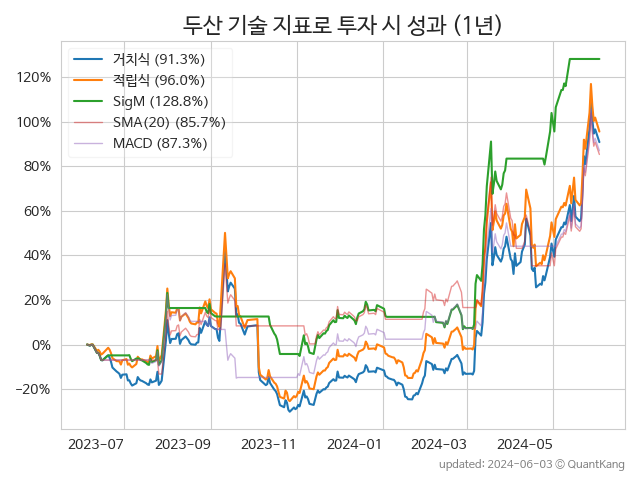 두산 기술 지표로 투자 시 성과 (1년)
거치식 (91.3%)
적립식 (96.0%)
SigM (128.8%)
SMA(20) (85.7%)
MACD (87.3%)
120%
100%
80%
60%
40%
20%
0%
−20%
2023-07 2023-09 2023-11 2024-01 2024-03 2024-05
updated: 2024-06-03 ⓒ QuantKang